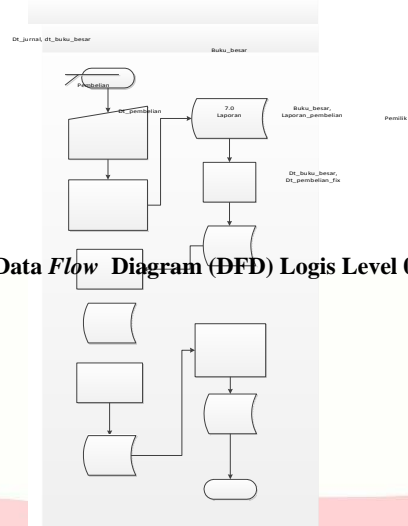 Dt_jurnal, dt_buku_besar
Buku_besar
Pembelian
Dt_pembelian
7.0
Laporan
Buku_besar,
Laporan_pembelian
Pemilik
Dt_buku_besar,
Dt_pembelian_fix
Data Flow Diagram (DFD) Logis Level